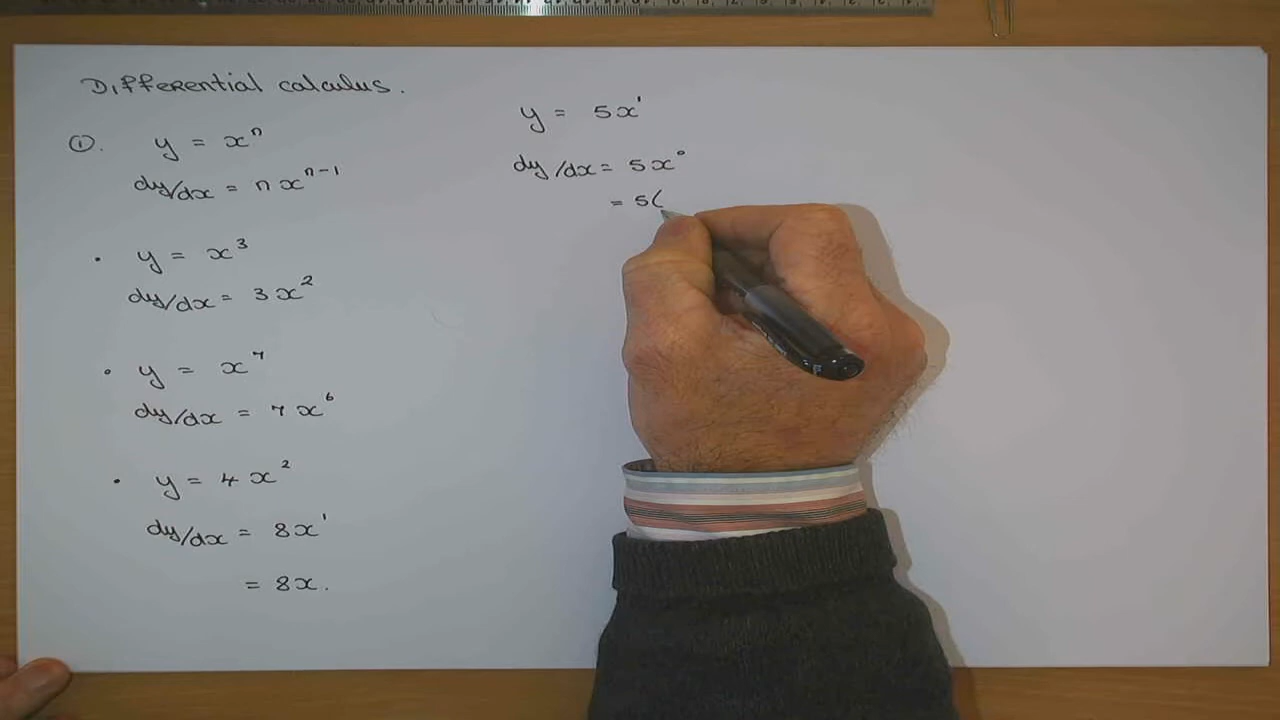 Differential calculus.
①. y = xⁿ
dy/dx = n xⁿ⁻¹
• y = x³
dy/dx = 3x²
• y = x⁷
dy/dx = 7x⁶
• y = 4x²
dy/dx = 8x¹
= 8x.
y = 5x¹
dy/dx = 5x⁰
= 5(